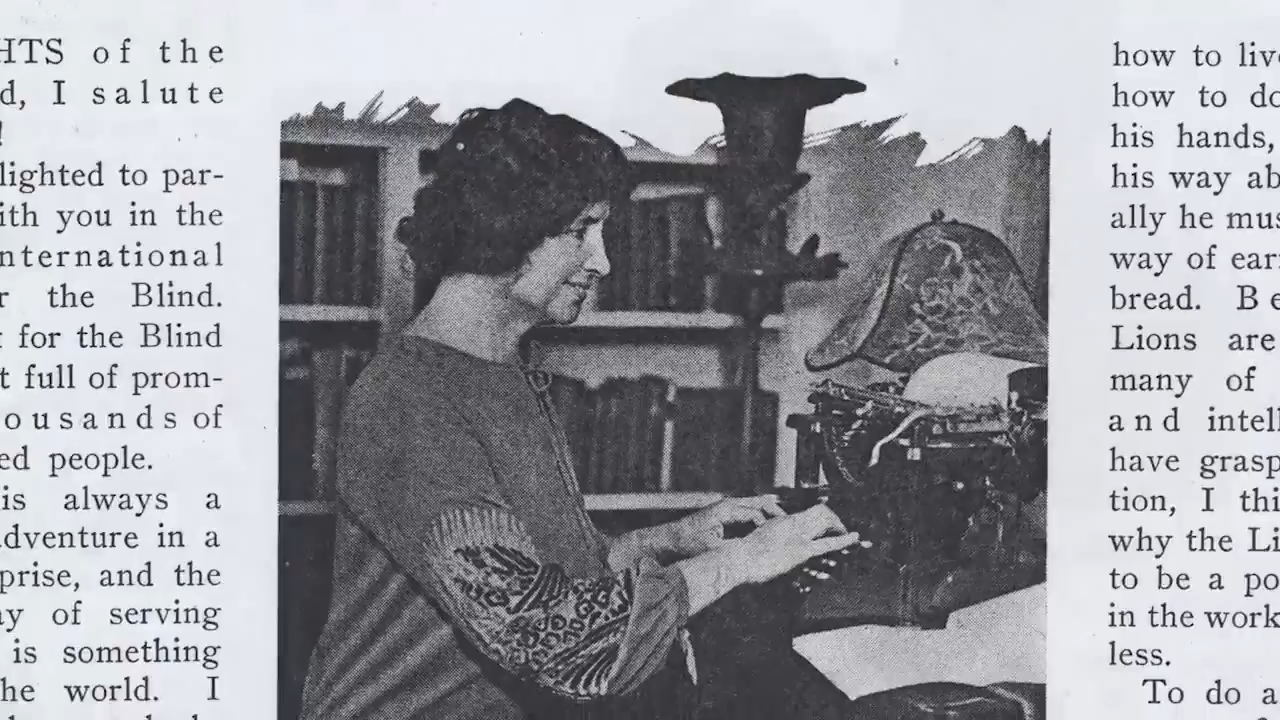 HTS of the
d, I salute
!
lighted to par-
ith you in the
nternational
r the Blind.
for the Blind
t full of prom-
ousands of
ed people.
is always a
dventure in a
prise, and the
ay of serving
is something
he world. I
how to live
how to do
his hands,
his way ab
ally he mus
way of earn
bread. Be
Lions are
many of
and intell
have grasp
tion, I thi
why the Li
to be a po
in the work
less.
To do a